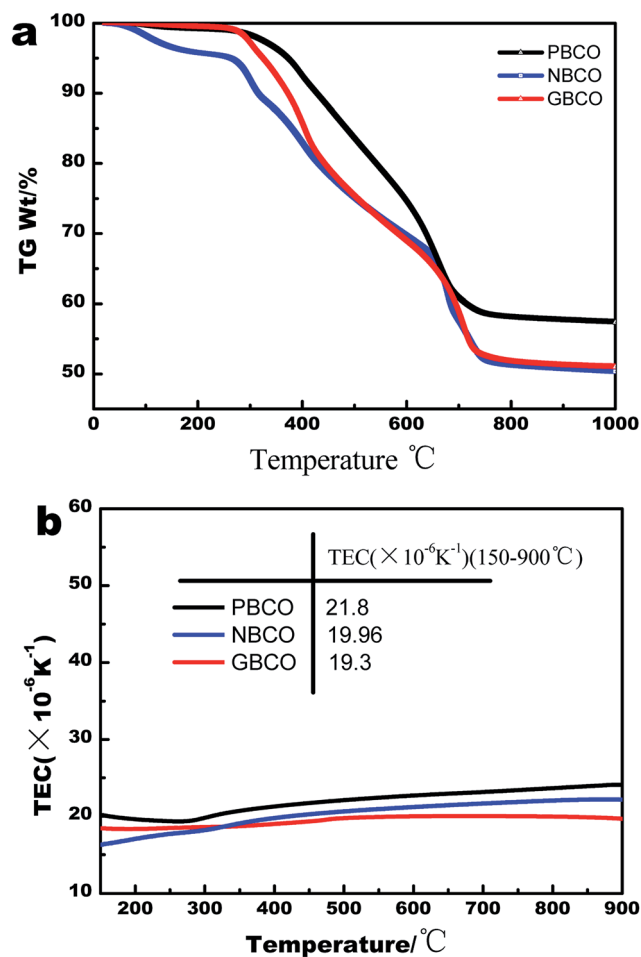 a
100
90
80
70
60
50
TG Wt/%
PBCO
NBCO
GBCO
0 200 400 600 800 1000
Temperature ℃
b
60
50
40
30
20
10
TEC(×10⁻⁶K⁻¹)
TEC(×10⁻⁶K⁻¹)(150-900℃)
PBCO 21.8
NBCO 19.96
GBCO 19.3
200 300 400 500 600 700 800 900
Temperature/℃